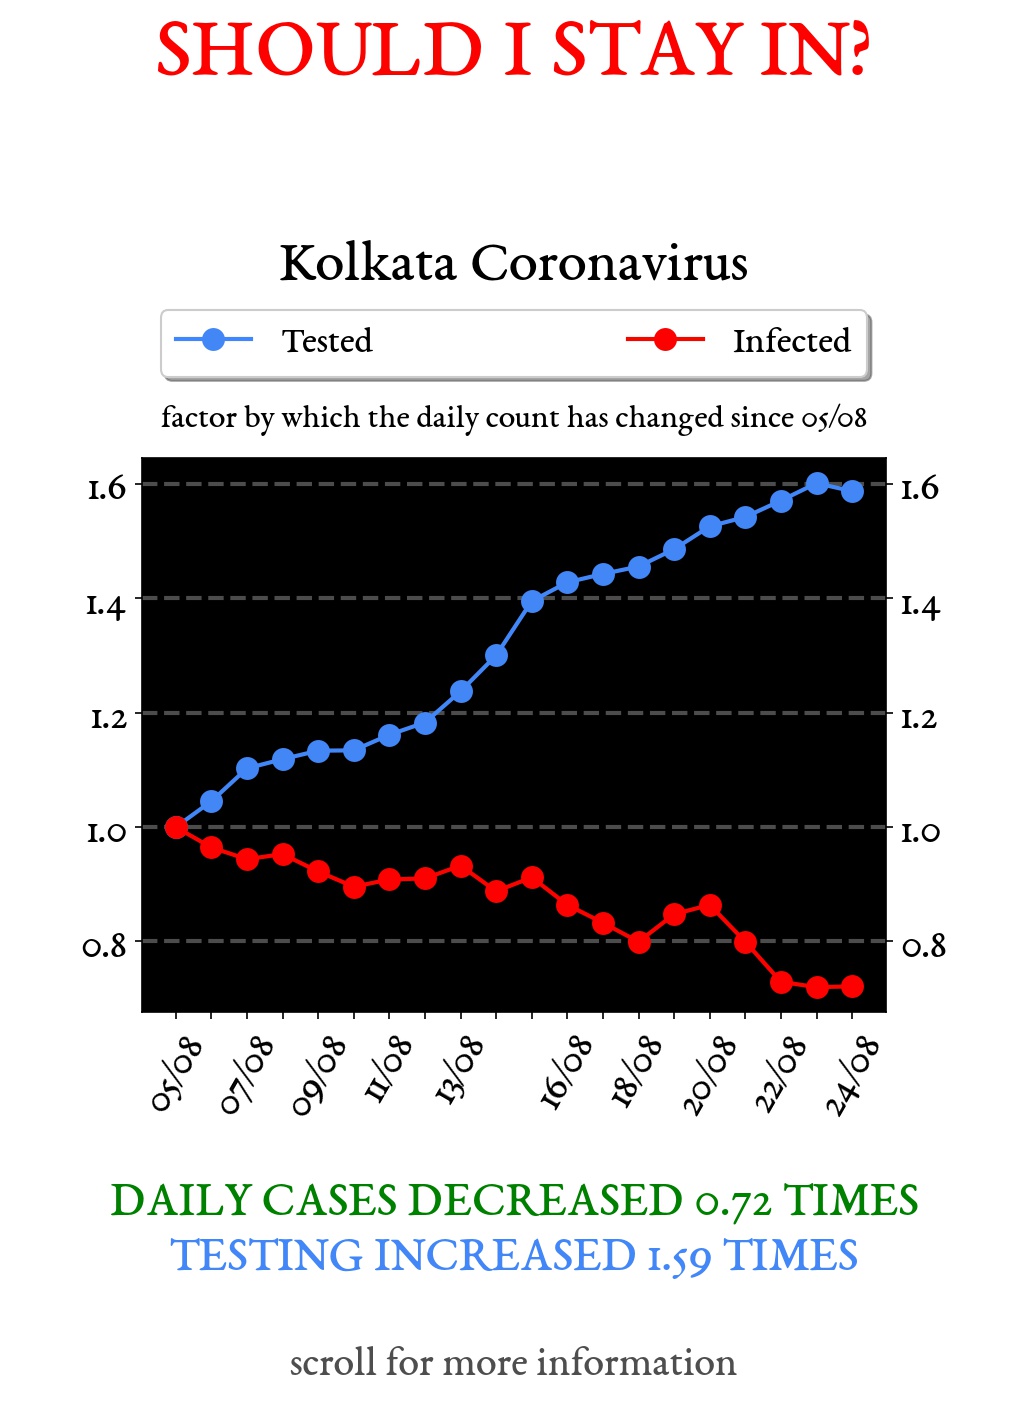 SHOULD I STAY IN?
Kolkata Coronavirus
Tested Infected
factor by which the daily count has changed since 05/08
1.6 1.6
1.4 1.4
1.2 1.2
1.0 1.0
0.8 0.8
05/08 07/08 09/08 11/08 13/08 16/08 18/08 20/08 22/08 24/08
DAILY CASES DECREASED 0.72 TIMES
TESTING INCREASED 1.59 TIMES
scroll for more information